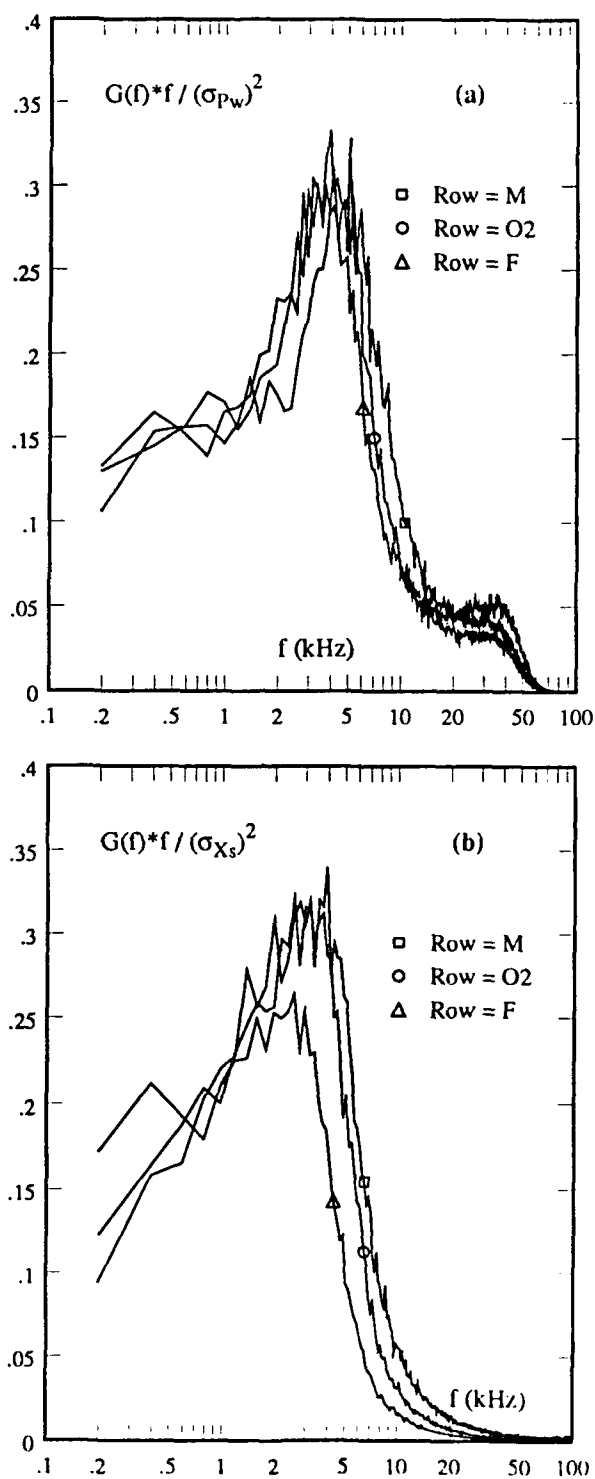 .4
G(f)*f / (σPw)²
(a)
.35
.3
Row = M
Row = O2
Row = F
.25
.2
.15
.1
.05
f (kHz)
0
.1 .2 .5 1 2 5 10 20 50 100
.4
G(f)*f / (σXs)²
(b)
.35
.3
Row = M
Row = O2
Row = F
.25
.2
.15
.1
.05
f (kHz)
0
.1 .2 .5 1 2 5 10 20 50 100